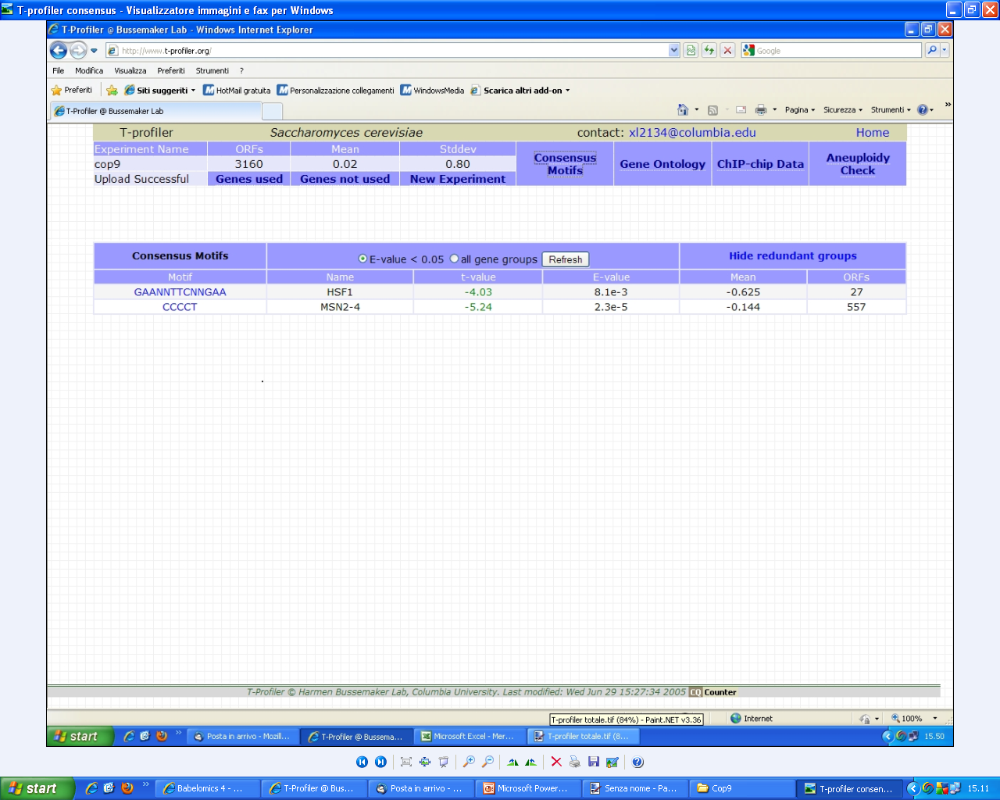 T-profiler consensus - Visualizzatore immagini e fax per Windows
T-Profiler @ Bussemaker Lab - Windows Internet Explorer
http://www.t-profiler.org/
Google
File Modifica Visualizza Preferiti Strumenti ?
Preferiti Siti suggeriti HotMail gratuita Personalizzazione collegamenti WindowsMedia Scarica altri add-on
T-Profiler @ Bussemaker Lab Pagina Sicurezza Strumenti »
T-profiler Saccharomyces cerevisiae contact: xl2134@columbia.edu Home
Experiment Name ORFs Mean Stddev Consensus Motifs Gene Ontology ChIP-chip Data Aneuploidy Check
cop9 3160 0.02 0.80
Upload Successful Genes used Genes not used New Experiment
Consensus Motifs E-value < 0.05 all gene groups Refresh Hide redundant groups
Motif Name t-value E-value Mean ORFs
GAANNTTCNNGAA HSF1 -4.03 8.1e-3 -0.625 27
CCCCT MSN2-4 -5.24 2.3e-5 -0.144 557
T-Profiler © Harmen Bussemaker Lab, Columbia University. Last modified: Wed Jun 29 15:27:34 2005 CQ Counter
T-profiler totale.tif (84%) - Paint.NET v3.36 Internet 100%
start » Posta in arrivo - Mozill... T-Profiler @ Bussema... Microsoft Excel - Mer... T-profiler totale.tif (8... 15.50
start » Babelomics 4 - ... T-Profiler @ Bus... Posta in arrivo - ... Microsoft Power... Senza nome - Pa... Cop9 T-profiler consen... 15.11